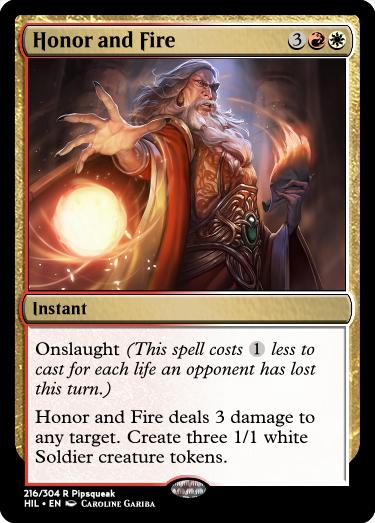 Honor and Fire 3
Instant
Onslaught (This spell costs 1 less to
cast for each life an opponent has lost
this turn.)
Honor and Fire deals 3 damage to
any target. Create three 1/1 white
Soldier creature tokens.
216/304 R Pipsqueak
HIL • EN Caroline Gariba